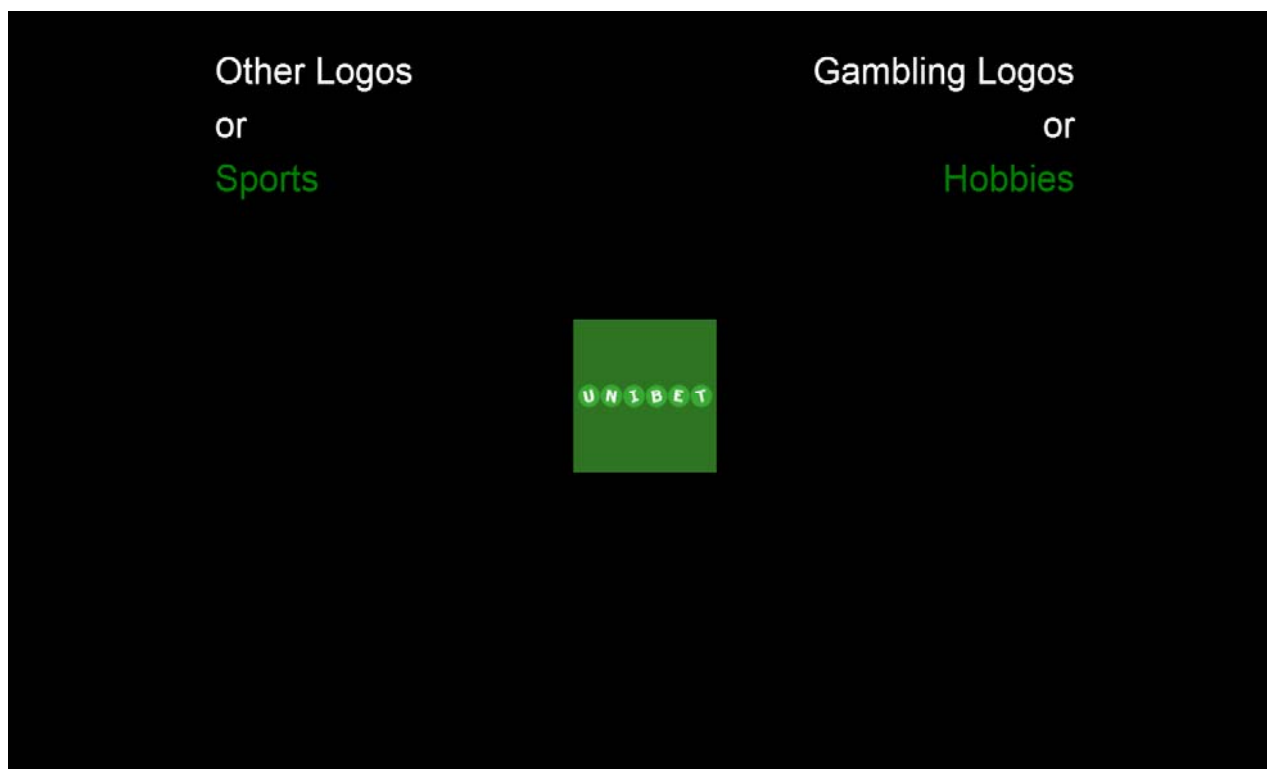 Other Logos
or
Sports
Gambling Logos
or
Hobbies
UNIBET